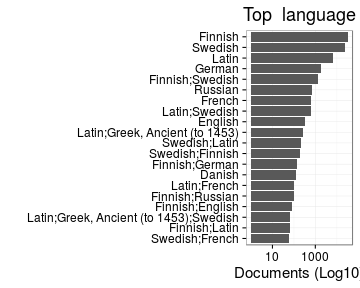 Top language
Finnish
Swedish
Latin
German
Finnish;Swedish
Russian
French
Latin;Swedish
English
Latin;Greek, Ancient (to 1453)
Swedish;Latin
Swedish;Finnish
Finnish;German
Danish
Latin;French
Finnish;Russian
Finnish;English
Latin;Greek, Ancient (to 1453);Swedish
Finnish;Latin
Swedish;French
10 1000
Documents (Log10